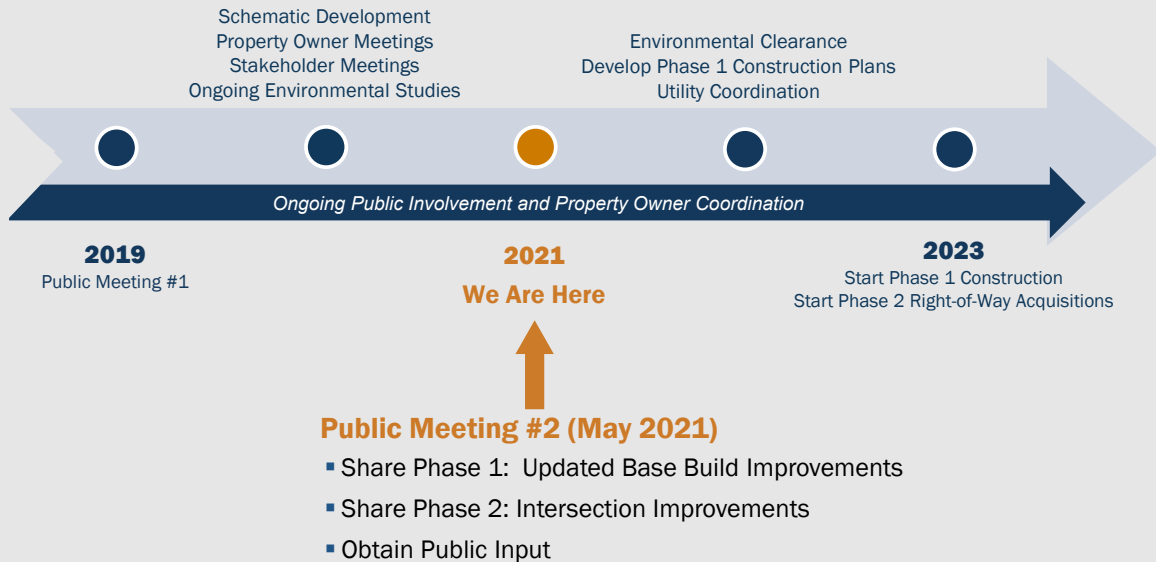 Schematic Development
Property Owner Meetings
Stakeholder Meetings
Ongoing Environmental Studies
Environmental Clearance
Develop Phase 1 Construction Plans
Utility Coordination
Ongoing Public Involvement and Property Owner Coordination
2019
Public Meeting #1
2021
We Are Here
2023
Start Phase 1 Construction
Start Phase 2 Right-of-Way Acquisitions
Public Meeting #2 (May 2021)
▪ Share Phase 1:  Updated Base Build Improvements
▪ Share Phase 2: Intersection Improvements
▪ Obtain Public Input